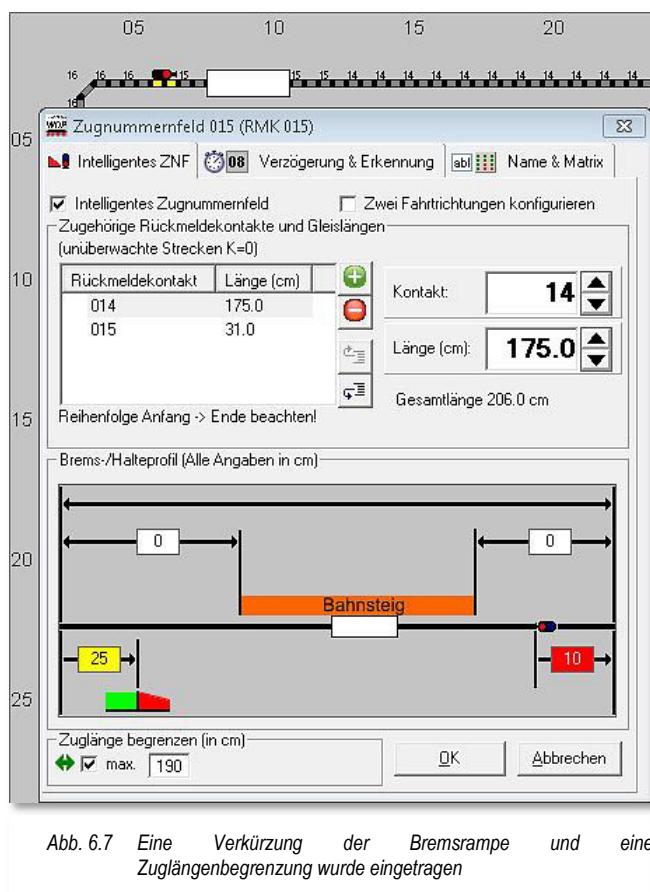 05 10 15 20
16 16 16 15 15 15 14 14 14 14 14 14 14 14 14 14 14
16
05
WDP Zugnummernfeld 015 (RMK 015)
Intelligentes ZNF 08 Verzögerung & Erkennung abl Name & Matrix
Intelligentes Zugnummernfeld Zwei Fahrtrichtungen konfigurieren
Zugehörige Rückmeldekontakte und Gleislängen
(unüberwachte Strecken K=0)
10
Rückmeldekontakt Länge (cm)
014 175.0
015 31.0
Kontakt: 14
Länge (cm): 175.0
Gesamtlänge 206.0 cm
15
Reihenfolge Anfang -> Ende beachten!
Brems-/Halteprofil (Alle Angaben in cm)
0 0
20
Bahnsteig
25 10
25
Zuglänge begrenzen (in cm)
max. 190
OK Abbrechen
Abb. 6.7 Eine Verkürzung der Bremsrampe und eine
Zuglängenbegrenzung wurde eingetragen